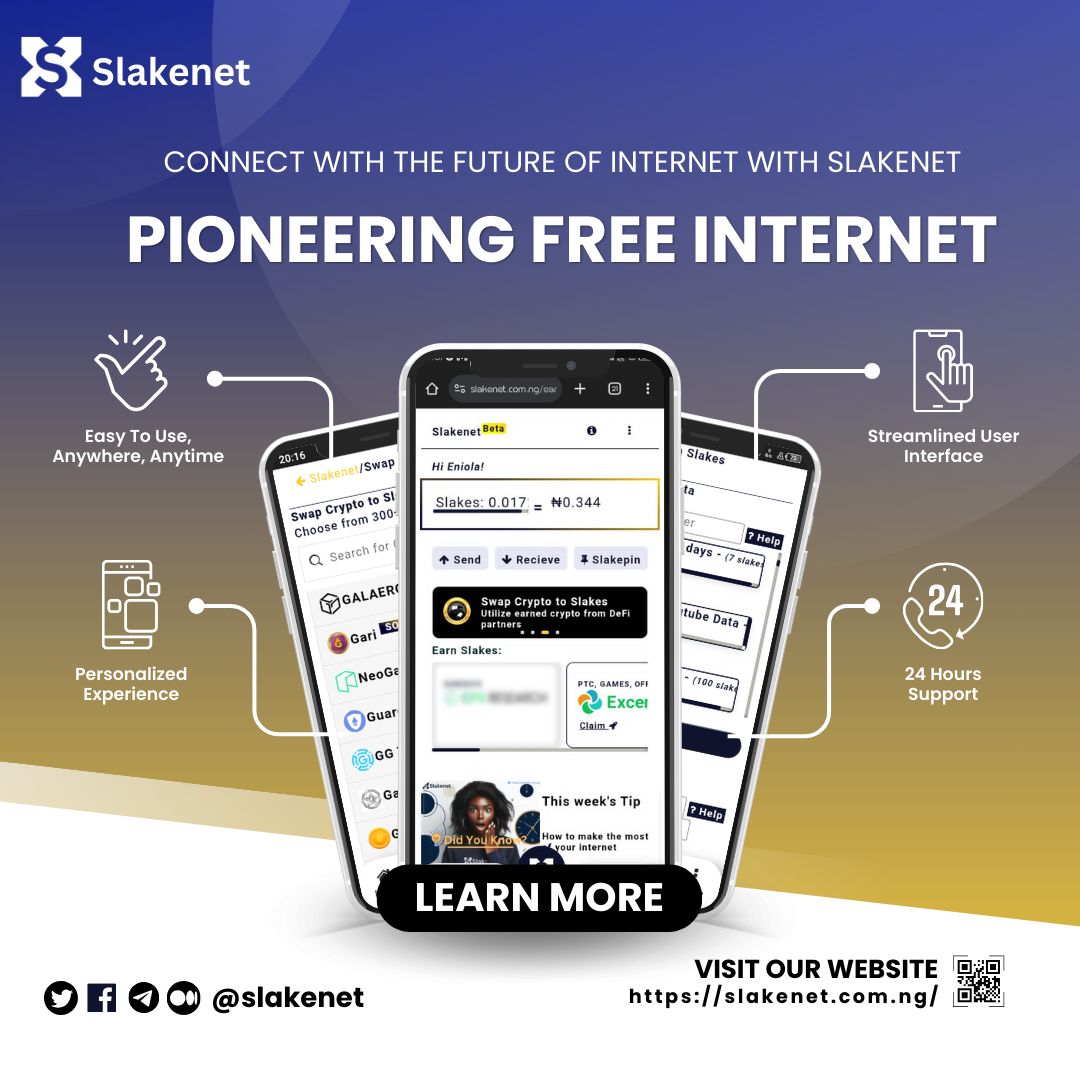 Slakenet
CONNECT WITH THE FUTURE OF INTERNET WITH SLAKENET
PIONEERING FREE INTERNET
Easy To Use,
Anywhere, Anytime
Streamlined User
Interface
Personalized
Experience
24
24 Hours
Support
20:16
Slakenet/Swap
Swap Crypto to Sl
Choose from 300
Search for
GALAERC
Gari SO
NeoGa
Guar
GG
Ga
G
slakenet.com.ng/ear
21
Slakenet Beta
Hi Eniola!
Slakes: 0.017 = ₦0.344
Send
Recieve
Slakepin
Swap Crypto to Slakes
Utilize earned crypto from DeFi
partners
Earn Slakes:
PTC, GAMES, OFF
Excen
Claim
Slakenet
Did You Know?
This week's Tip
How to make the most
of your internet
Slakes
ta
er
? Help
days - (7 slakes
tube Data -
- (100 slake
? Help
LEARN MORE
@slakenet
VISIT OUR WEBSITE
https://slakenet.com.ng/